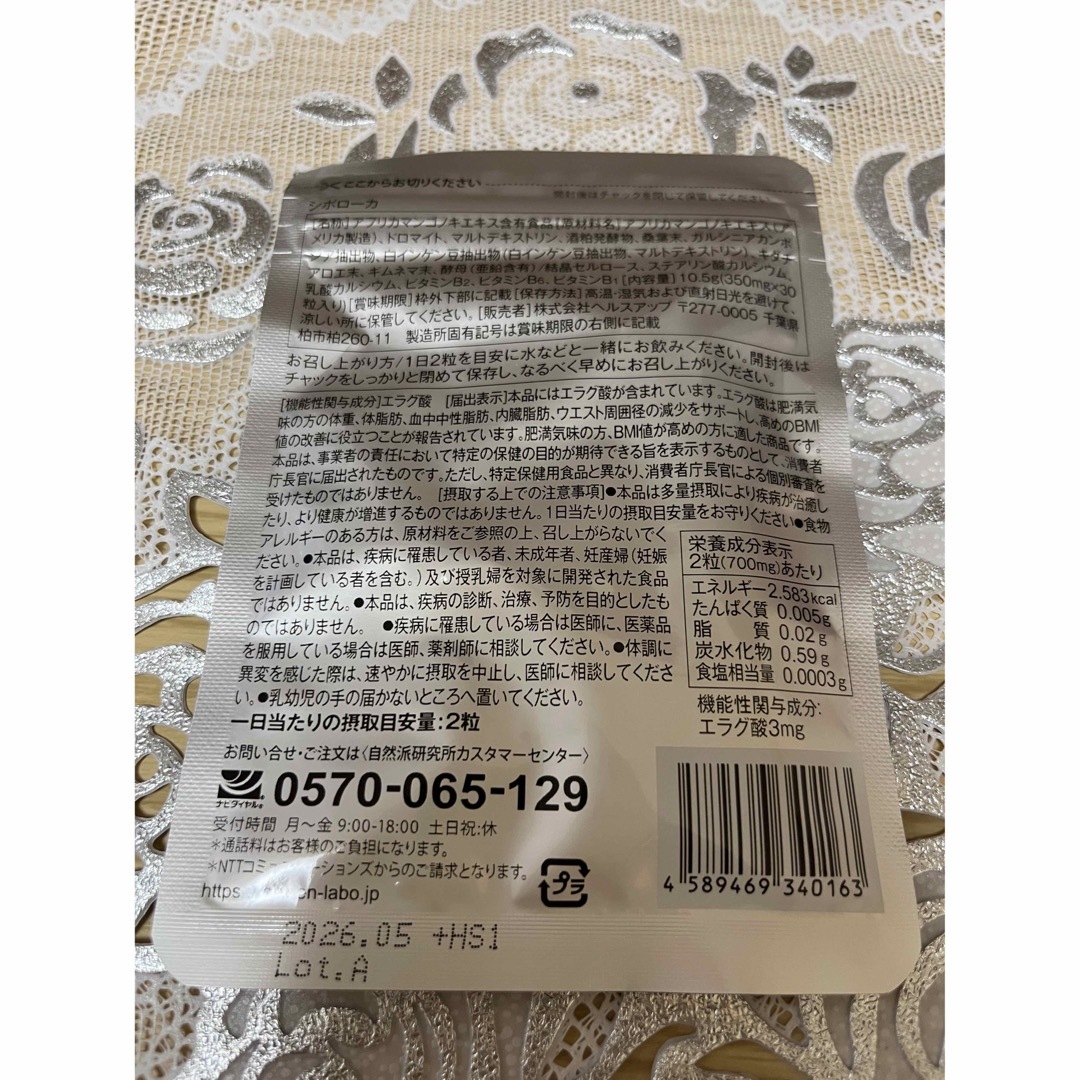 ここからお切りください
開封後はチャックを閉じて保管してください。
シボローカ
[名称]アフリカマンゴノキエキス含有食品[原材料名]アフリカマンゴノキエキス(ア
メリカ製造)、ドロマイト、マルトデキストリン、酒粕発酵物、桑葉末、ガルシニアカンボ
ジア抽出物、白インゲン豆抽出物(白インゲン豆抽出物、マルトデキストリン)、キダチ
アロエ末、ギムネマ末、酵母(亜鉛含有)/結晶セルロース、ステアリン酸カルシウム、
乳酸カルシウム、ビタミンB₂、ビタミンB₆、ビタミンB₁[内容量]10.5g(350mg×30
粒入り)[賞味期限]枠外下部に記載[保存方法]高温・湿気および直射日光を避けて、
涼しい所に保管してください。[販売者]株式会社ヘルスアップ 〒277-0005 千葉県
柏市柏260-11 製造所固有記号は賞味期限の右側に記載
お召し上がり方/1日2粒を目安に水などと一緒にお飲みください。開封後は
チャックをしっかりと閉めて保存し、なるべく早めにお召し上がりください。
[機能性関与成分]エラグ酸 [届出表示]本品にはエラグ酸が含まれています。エラグ酸は肥満気
味の方の体重、体脂肪、血中中性脂肪、内臓脂肪、ウエスト周囲径の減少をサポートし、高めのBMI
値の改善に役立つことが報告されています。肥満気味の方、BMI値が高めの方に適した商品です。
本品は、事業者の責任において特定の保健の目的が期待できる旨を表示するものとして、消費者
庁長官に届出されたものです。ただし、特定保健用食品と異なり、消費者庁長官による個別審査を
受けたものではありません。 [摂取する上での注意事項]●本品は多量摂取により疾病が治癒し
たり、より健康が増進するものではありません。1日当たりの摂取目安量をお守りください●食物
アレルギーのある方は、原材料をご参照の上、召し上がらないでく
ださい。●本品は、疾病に罹患している者、未成年者、妊産婦(妊娠
を計画している者を含む。)及び授乳婦を対象に開発された食品
ではありません。●本品は、疾病の診断、治療、予防を目的としたも
のではありません。 ●疾病に罹患している場合は医師に、医薬品
を服用している場合は医師、薬剤師に相談してください。●体調に
異変を感じた際は、速やかに摂取を中止し、医師に相談してくださ
い。●乳幼児の手の届かないところへ置いてください。
一日当たりの摂取目安量:2粒
栄養成分表示
2粒(700mg)あたり
エネルギー2.583kcal
たんぱく質 0.005g
脂 質 0.02g
炭水化物 0.59g
食塩相当量 0.0003g
機能性関与成分:
エラグ酸3mg
お問い合せ・ご注文は〈自然派研究所カスタマーセンター〉
ナビダイヤル® 0570-065-129
受付時間 月〜金 9:00-18:00 土日祝:休
*通話料はお客様のご負担になります。
*NTTコミュニケーションズからのご請求となります。
https en-labo.jp
プラ
4 589469 340163
2026.05 +HS1
Lot.A